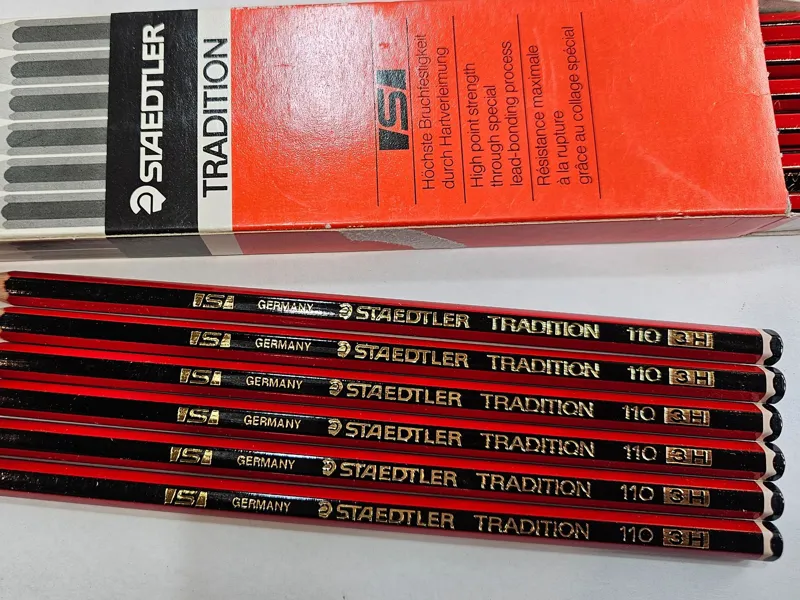 STAEDTLER
TRADITION
S
Höchste Bruchfestigkeit
durch Hartverleimung
High point strength
through special
lead-bonding process
Résistance maximale
à la rupture
grâce au collage spécial
S GERMANY STAEDTLER TRADITION 110 3H
S GERMANY STAEDTLER TRADITION 110 3H
S GERMANY STAEDTLER TRADITION 110 3H
S GERMANY STAEDTLER TRADITION 110 3H
S GERMANY STAEDTLER TRADITION 110 3H
S GERMANY STAEDTLER TRADITION 110 3H